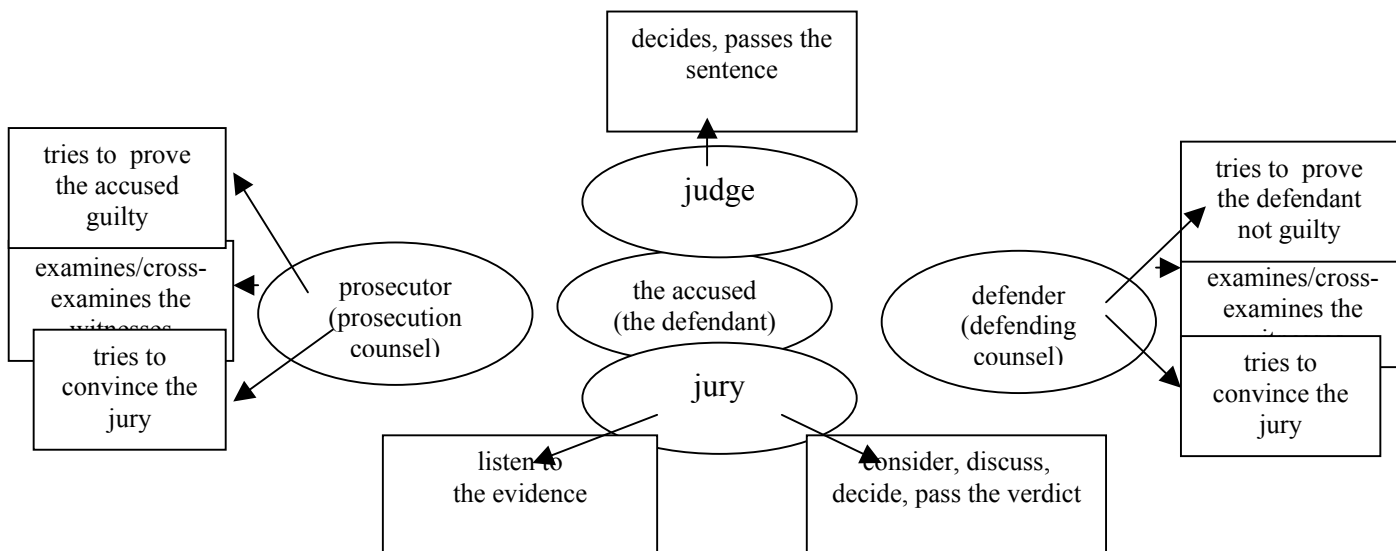 decides, passes the
sentence
judge
tries to prove
the accused
guilty
examines/cross-
examines the
witnesses
tries to
convince the
jury
prosecutor
(prosecution
counsel)
the accused
(the defendant)
defender
(defending
counsel)
tries to prove
the defendant
not guilty
examines/cross-
examines the
tries to
convince the
jury
jury
listen to
the evidence
consider, discuss,
decide, pass the verdict